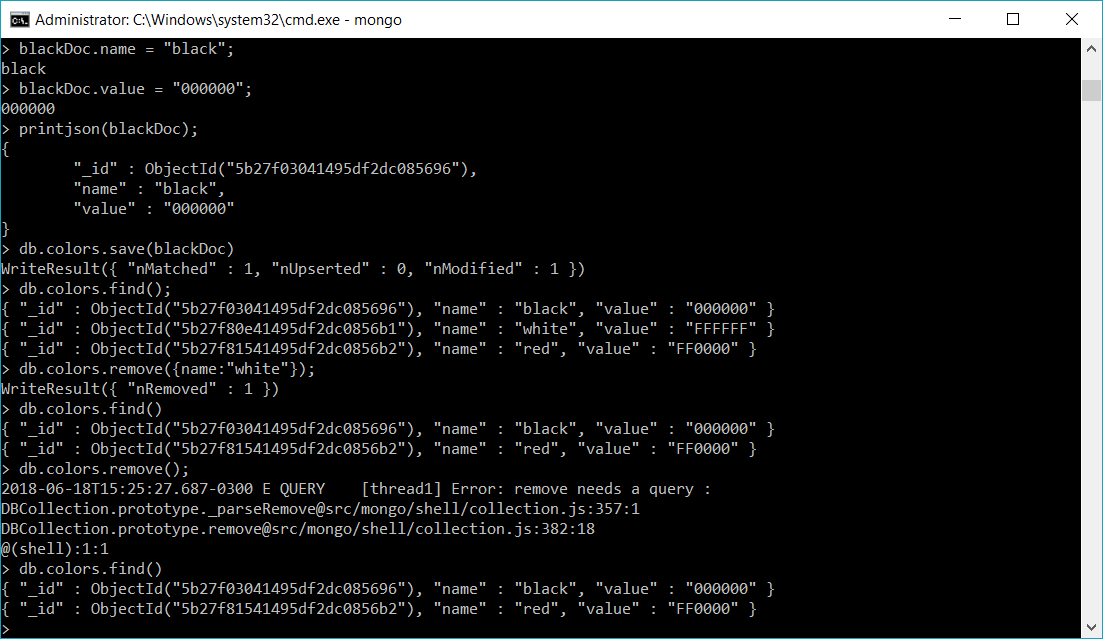 Administrator: C:\Windows\system32\cmd.exe - mongo
> blackDoc.name = "black";
black
> blackDoc.value = "000000";
000000
> printjson(blackDoc);
{
        "_id" : ObjectId("5b27f03041495df2dc085696"),
        "name" : "black",
        "value" : "000000"
}
> db.colors.save(blackDoc)
WriteResult({ "nMatched" : 1, "nUpserted" : 0, "nModified" : 1 })
> db.colors.find();
{ "_id" : ObjectId("5b27f03041495df2dc085696"), "name" : "black", "value" : "000000" }
{ "_id" : ObjectId("5b27f80e41495df2dc0856b1"), "name" : "white", "value" : "FFFFFF" }
{ "_id" : ObjectId("5b27f81541495df2dc0856b2"), "name" : "red", "value" : "FF0000" }
> db.colors.remove({name:"white"});
WriteResult({ "nRemoved" : 1 })
> db.colors.find()
{ "_id" : ObjectId("5b27f03041495df2dc085696"), "name" : "black", "value" : "000000" }
{ "_id" : ObjectId("5b27f81541495df2dc0856b2"), "name" : "red", "value" : "FF0000" }
> db.colors.remove();
2018-06-18T15:25:27.687-0300 E QUERY    [thread1] Error: remove needs a query :
DBCollection.prototype._parseRemove@src/mongo/shell/collection.js:357:1
DBCollection.prototype.remove@src/mongo/shell/collection.js:382:18
@(shell):1:1
> db.colors.find()
{ "_id" : ObjectId("5b27f03041495df2dc085696"), "name" : "black", "value" : "000000" }
{ "_id" : ObjectId("5b27f81541495df2dc0856b2"), "name" : "red", "value" : "FF0000" }
>